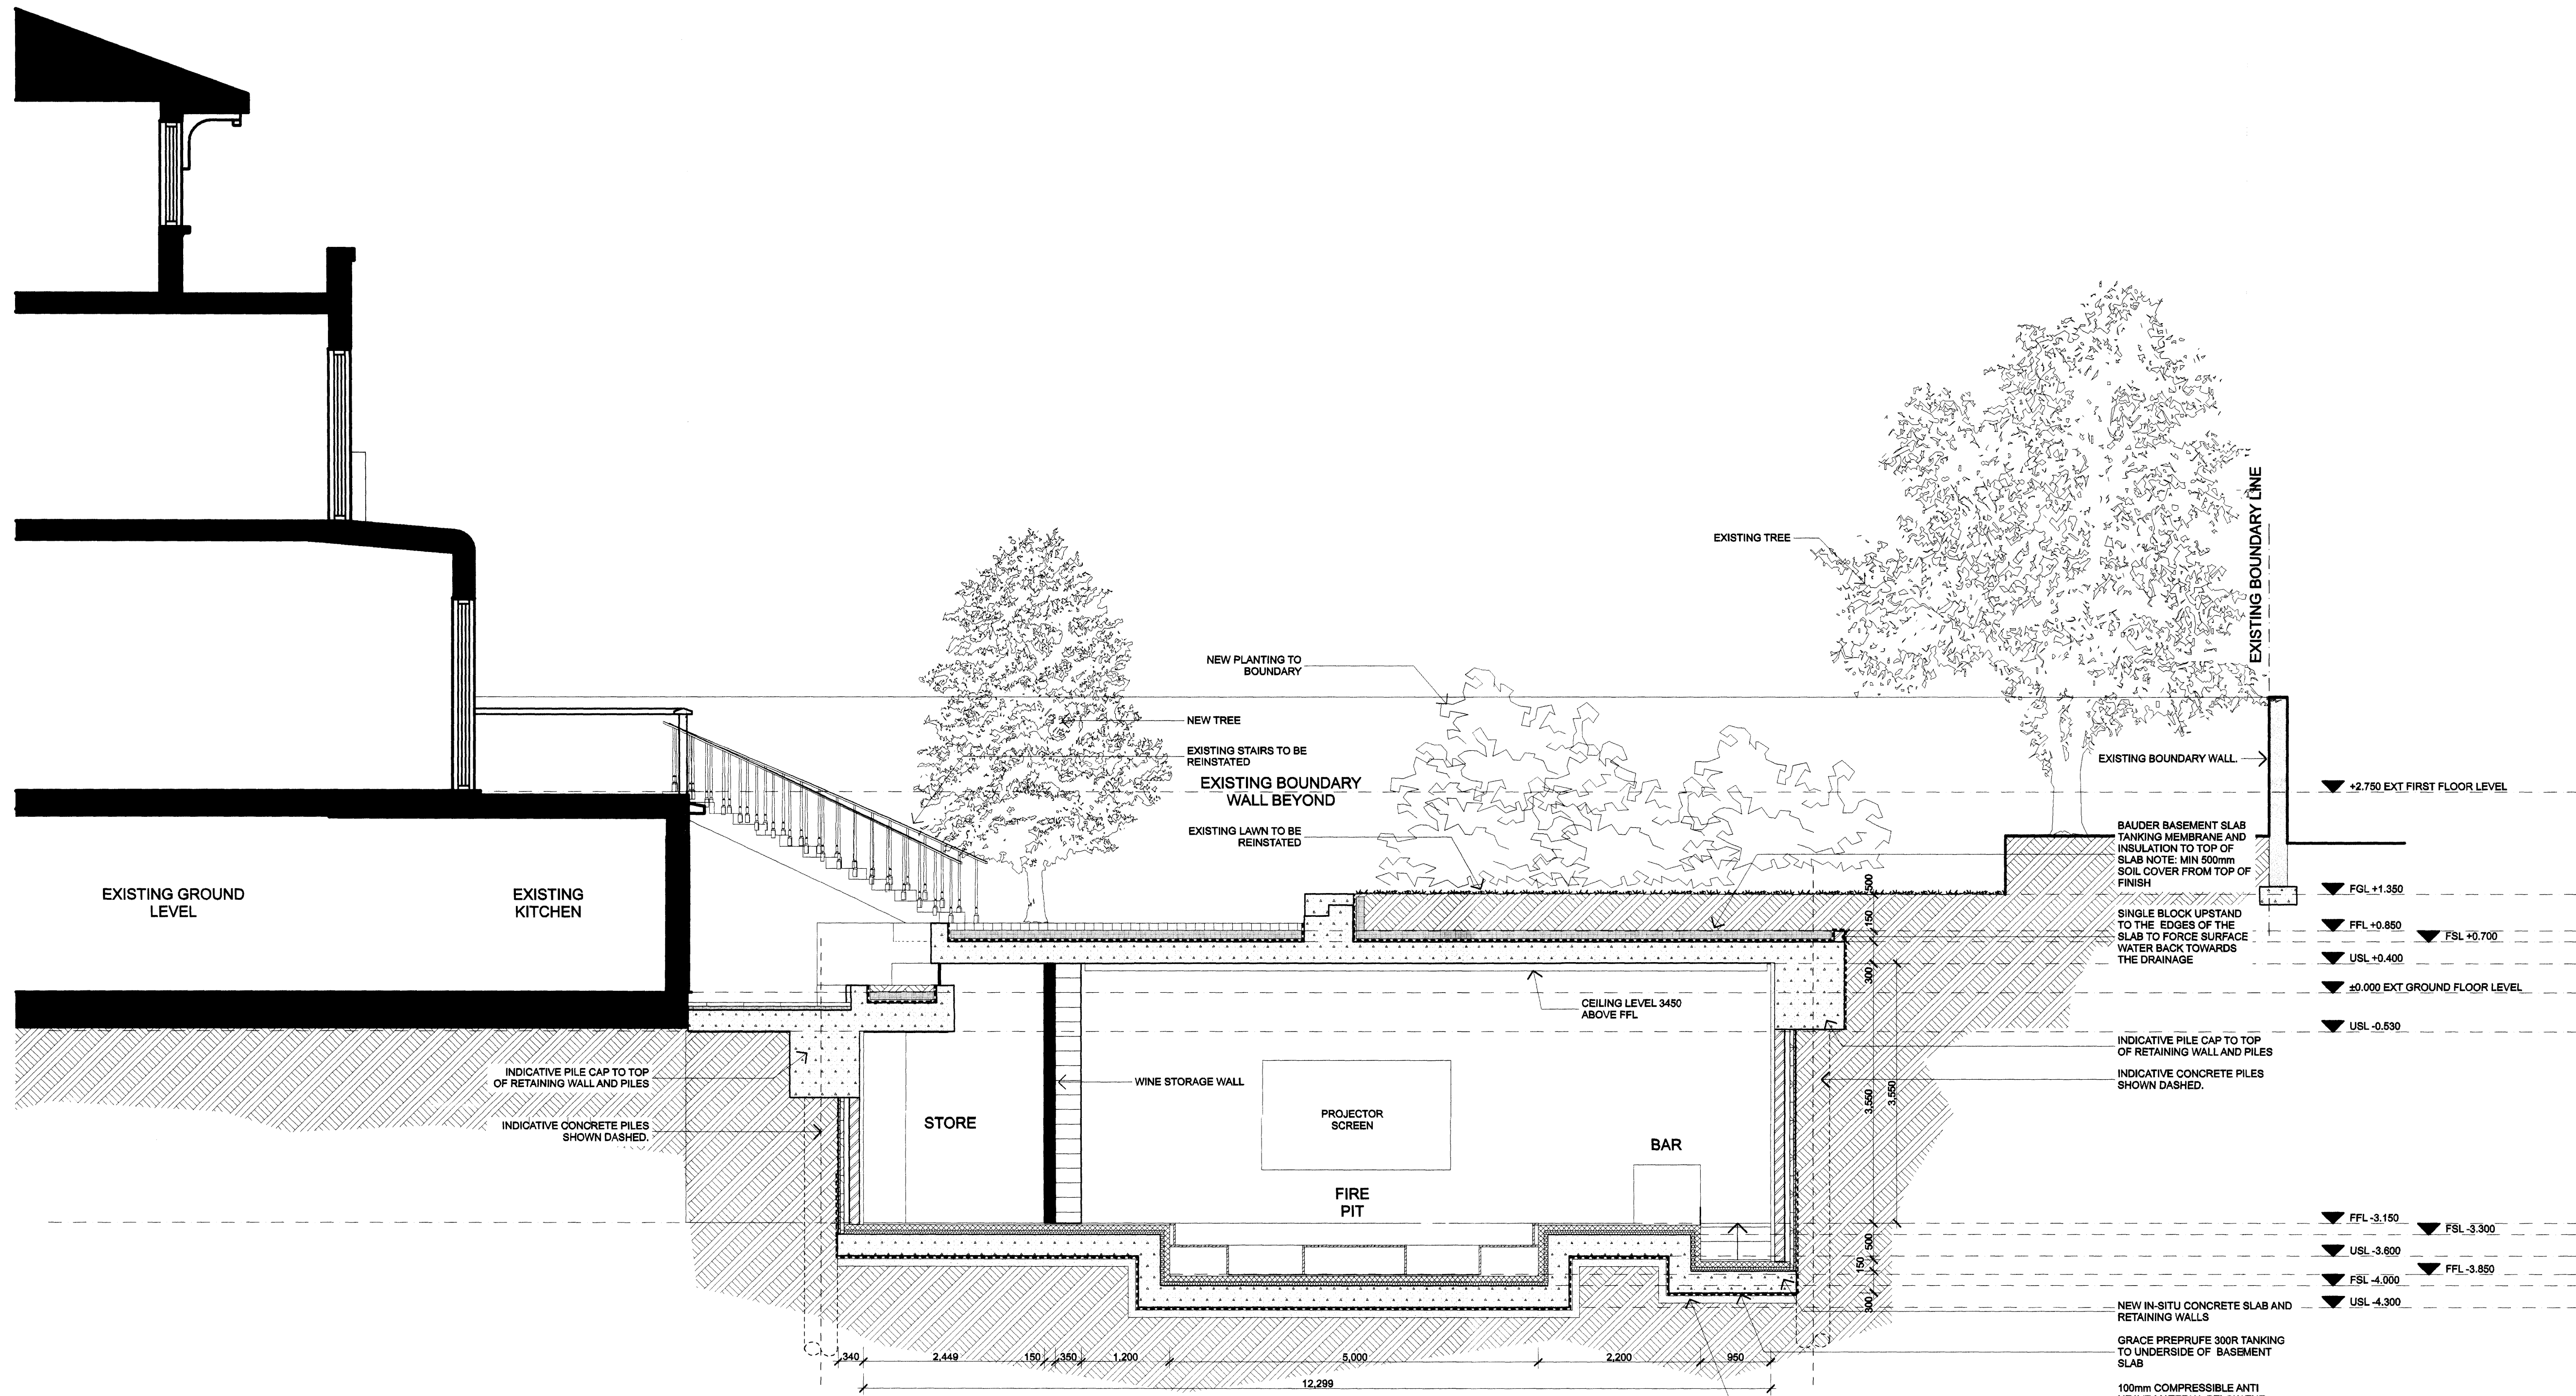 EXISTING BOUNDARY LINE
EXISTING TREE
NEW PLANTING TO
BOUNDARY
NEW TREE
EXISTING STAIRS TO BE
REINSTATED
EXISTING BOUNDARY
WALL BEYOND
EXISTING LAWN TO BE
REINSTATED
EXISTING BOUNDARY WALL.
+2.750 EXT FIRST FLOOR LEVEL
BAUDER BASEMENT SLAB
TANKING MEMBRANE AND
INSULATION TO TOP OF
SLAB NOTE: MIN 500mm
SOIL COVER FROM TOP OF
FINISH
EXISTING GROUND
LEVEL
EXISTING
KITCHEN
FGL +1.350
500
150
300
SINGLE BLOCK UPSTAND
TO THE EDGES OF THE
SLAB TO FORCE SURFACE
WATER BACK TOWARDS
THE DRAINAGE
FFL +0.850
FSL +0.700
USL +0.400
±0.000 EXT GROUND FLOOR LEVEL
USL -0.530
CEILING LEVEL 3450
ABOVE FFL
INDICATIVE PILE CAP TO TOP
OF RETAINING WALL AND PILES
INDICATIVE CONCRETE PILES
SHOWN DASHED.
INDICATIVE PILE CAP TO TOP
OF RETAINING WALL AND PILES
INDICATIVE CONCRETE PILES
SHOWN DASHED.
WINE STORAGE WALL
STORE
PROJECTOR
SCREEN
BAR
FIRE
PIT
3,550
3,550
500
150
300
FFL -3.150
FSL -3.300
USL -3.600
FFL -3.850
FSL -4.000
USL -4.300
NEW IN-SITU CONCRETE SLAB AND
RETAINING WALLS
GRACE PREPRUFE 300R TANKING
TO UNDERSIDE OF BASEMENT
SLAB
100mm COMPRESSIBLE ANTI
340
2,449
150
350
1,200
5,000
2,200
950
12,299